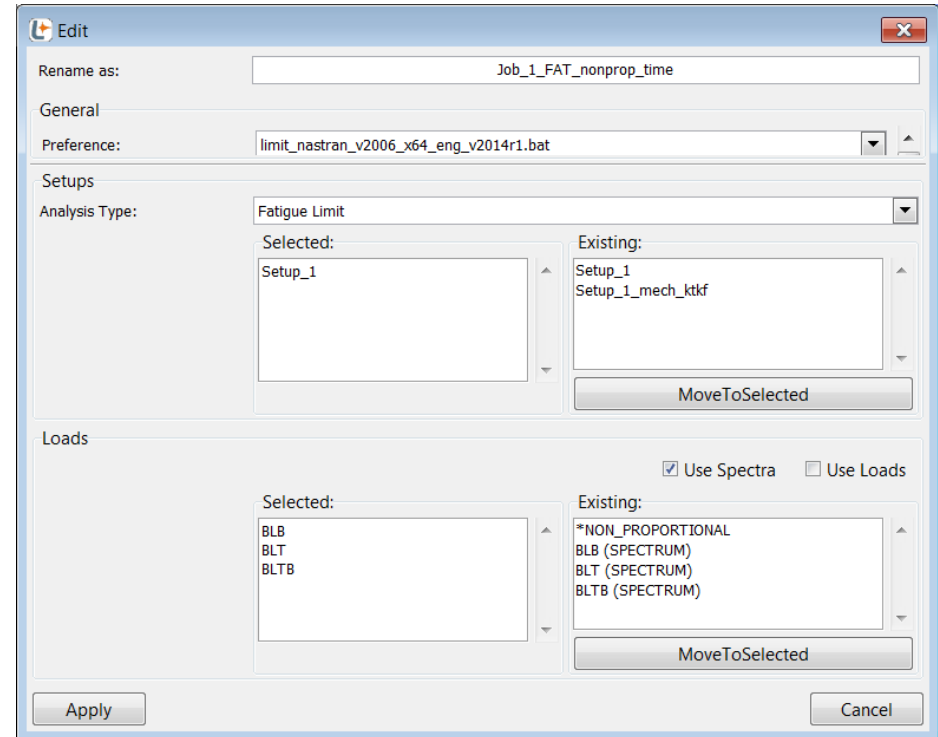 Edit
Rename as: Job_1_FAT_nonprop_time
General
Preference: limit_nastran_v2006_x64_eng_v2014r1.bat
Setups
Analysis Type: Fatigue Limit
Selected: Existing:
Setup_1 Setup_1
Setup_1_mech_ktkf
MoveToSelected
Loads
Use Spectra Use Loads
Selected: Existing:
BLB *NON_PROPORTIONAL
BLT BLB (SPECTRUM)
BLTB BLT (SPECTRUM)
BLTB (SPECTRUM)
MoveToSelected
Apply Cancel